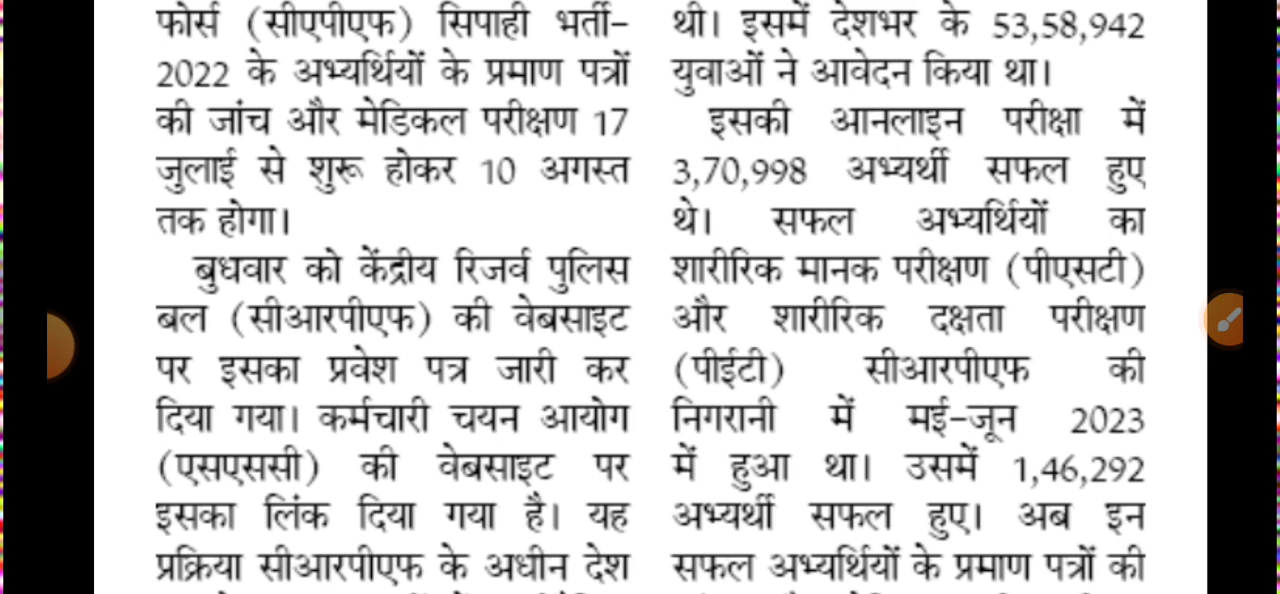 फोर्स (सीएपीएफ) सिपाही भर्ती-
2022 के अभ्यर्थियों के प्रमाण पत्रों
की जांच और मेडिकल परीक्षण 17
जुलाई से शुरू होकर 10 अगस्त
तक होगा।
बुधवार को केंद्रीय रिजर्व पुलिस
बल (सीआरपीएफ) की वेबसाइट
पर इसका प्रवेश पत्र जारी कर
दिया गया। कर्मचारी चयन आयोग
(एसएससी) की वेबसाइट पर
इसका लिंक दिया गया है। यह
प्रक्रिया सीआरपीएफ के अधीन देश
थी। इसमें देशभर के 53,58,942
युवाओं ने आवेदन किया था।
इसकी आनलाइन परीक्षा में
3,70,998 अभ्यर्थी सफल हुए
थे। सफल अभ्यर्थियों का
शारीरिक मानक परीक्षण (पीएसटी)
और शारीरिक दक्षता परीक्षण
(पीईटी) सीआरपीएफ की
निगरानी में मई-जून 2023
में हुआ था। उसमें 1,46,292
अभ्यर्थी सफल हुए। अब इन
सफल अभ्यर्थियों के प्रमाण पत्रों की